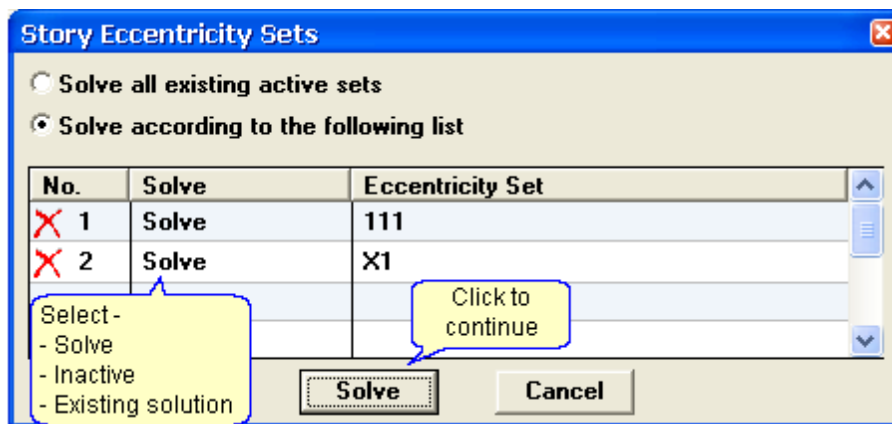 Story Eccentricity Sets
Solve all existing active sets
Solve according to the following list
No. Solve Eccentricity Set
1 Solve 111
2 Solve X1
Select -
- Solve
- Inactive
- Existing solution
Click to
continue
Solve Cancel